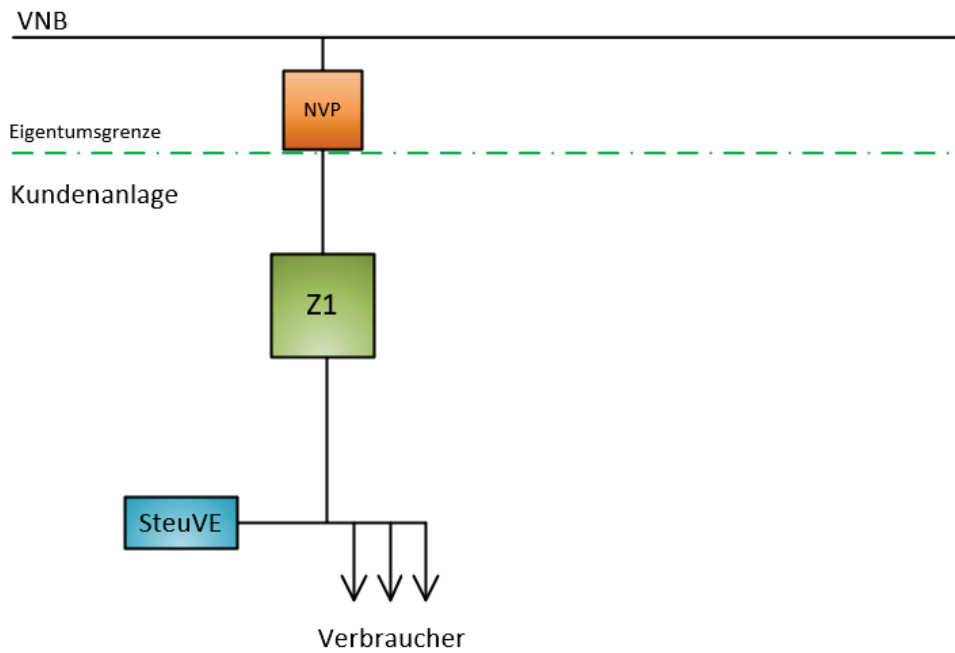 VNB
NVP
Eigentumsgrenze
Kundenanlage
Z1
SteuVE
Verbraucher